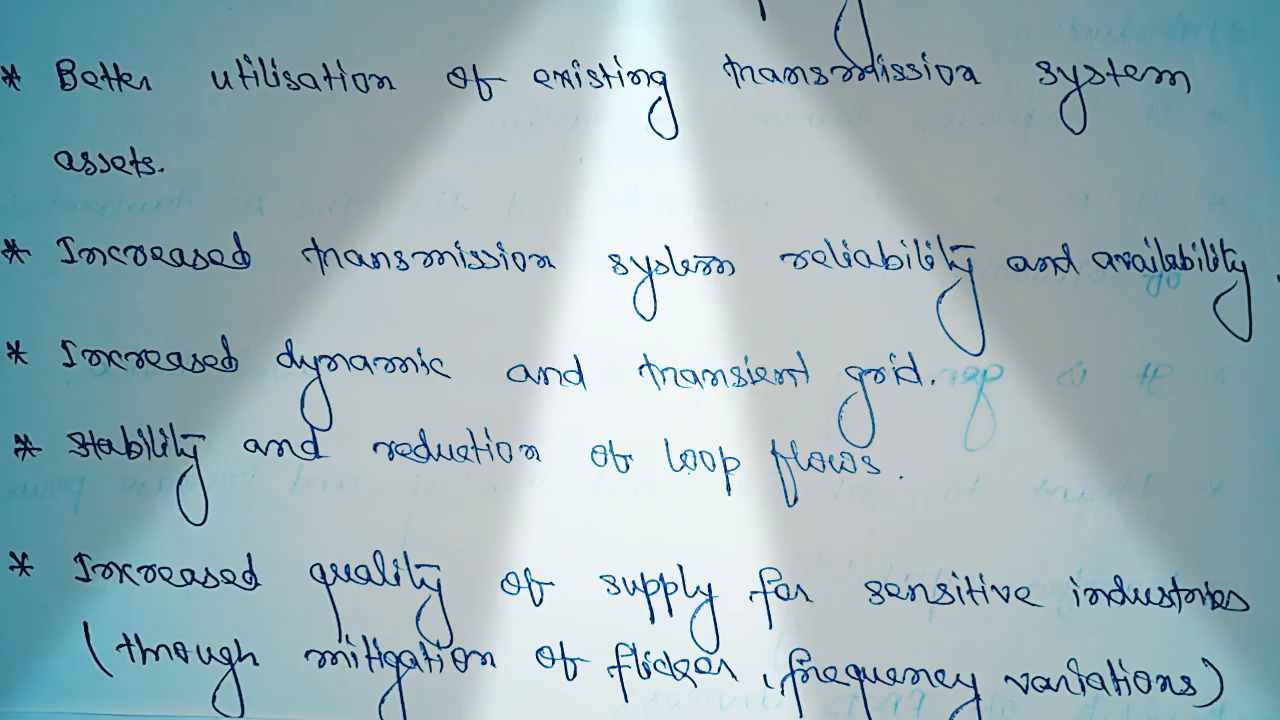 * Better utilisation of existing transmission system
assets.
* Increased transmission system reliability and availability.
* Increased dynamic and transient grid.
* Stability and reduction of loop flows.
* Increased quality of supply for sensitive industries
(through mitigation of flicker, frequency variations)